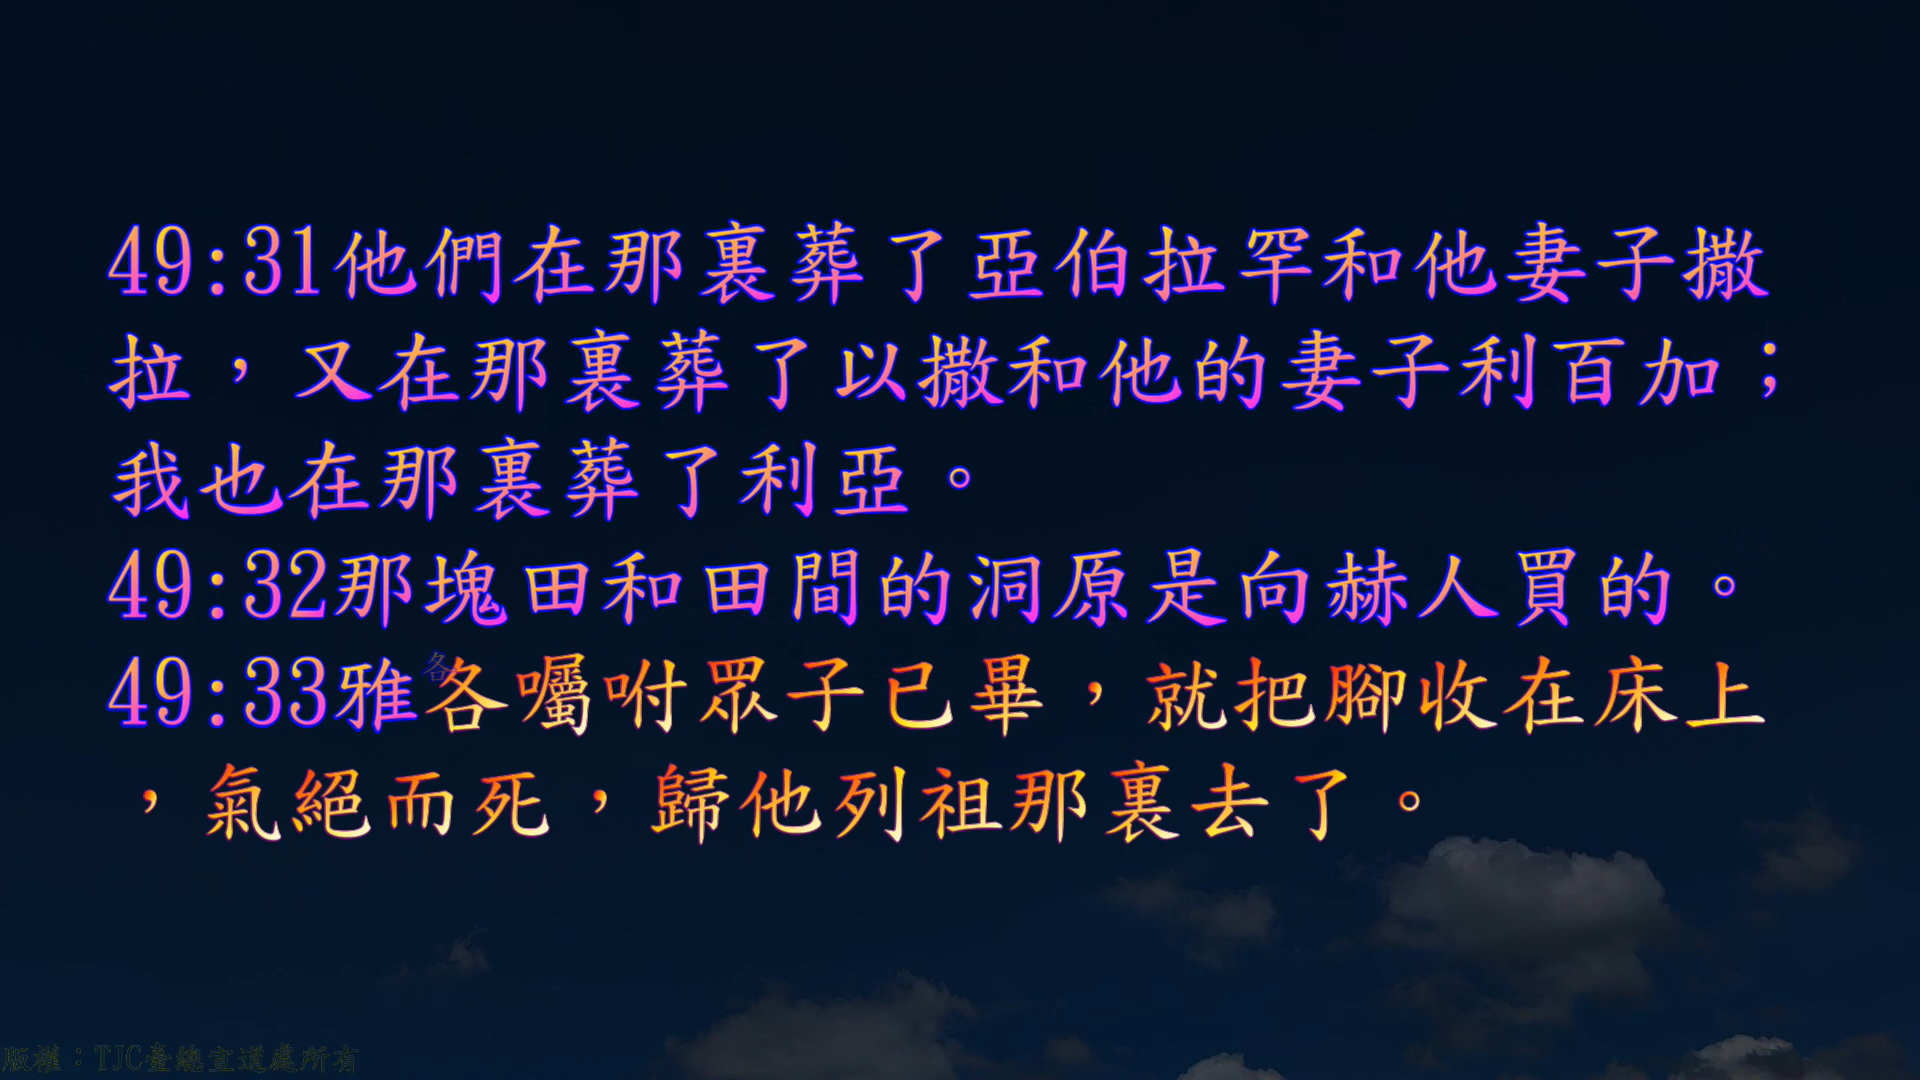 49:31他們在那裏葬了亞伯拉罕和他妻子撒
拉，又在那裏葬了以撒和他的妻子利百加；
我也在那裏葬了利亞。
49:32那塊田和田間的洞原是向赫人買的。
49:33雅各囑咐眾子已畢，就把腳收在床上
，氣絕而死，歸他列祖那裏去了。
版權：TJC臺總宣道處所有